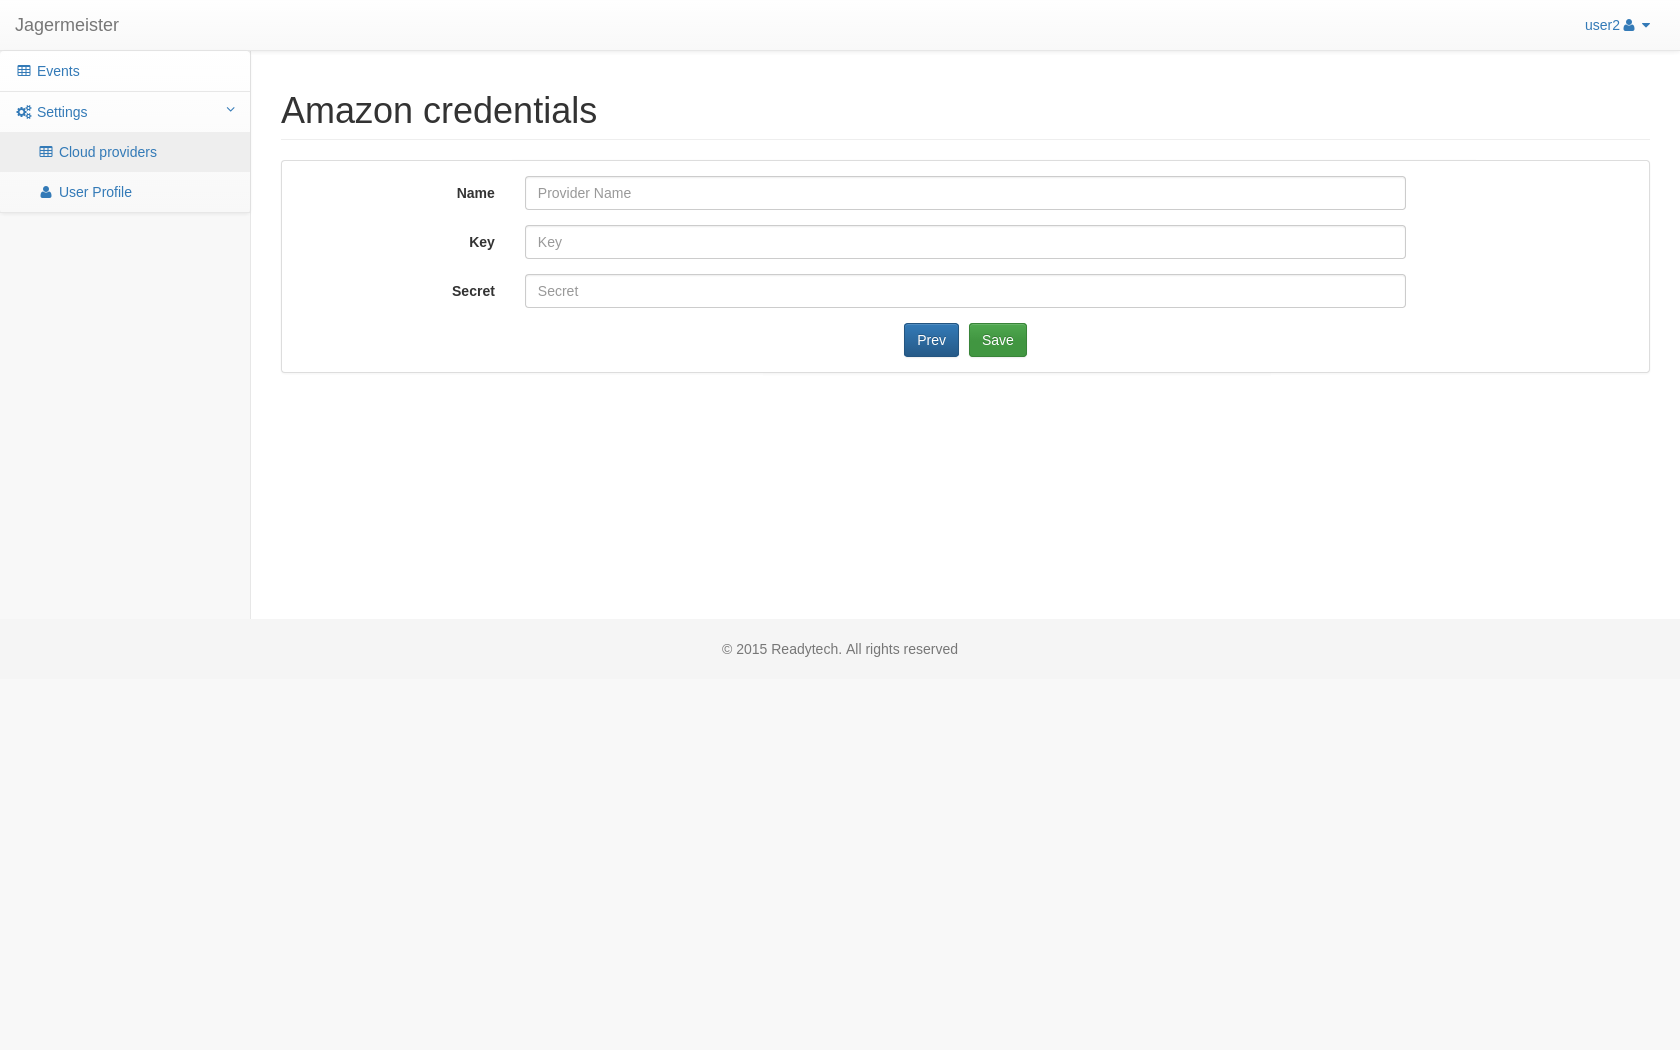 Jagermeister
user2
Events
Settings
Cloud providers
User Profile
Amazon credentials
Name
Provider Name
Key
Key
Secret
Secret
Prev
Save
© 2015 Readytech. All rights reserved